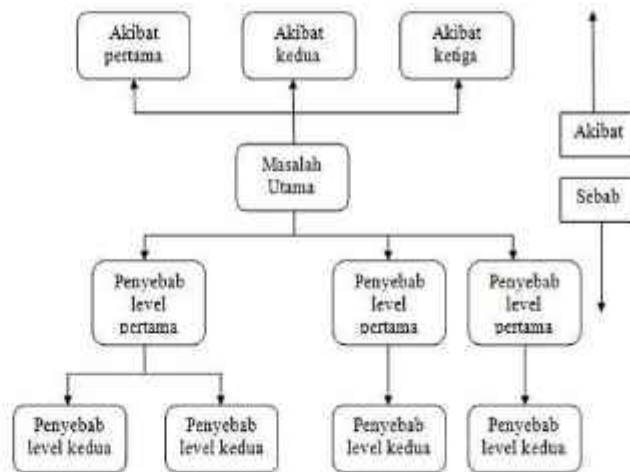 Akibat
pertama
Akibat
kedua
Akibat
ketiga
Akibat
Masalah
Utama
Sebab
Penyebab
level
pertama
Penyebab
level
pertama
Penyebab
level
pertama
Penyebab
level kedua
Penyebab
level kedua
Penyebab
level kedua
Penyebab
level kedua